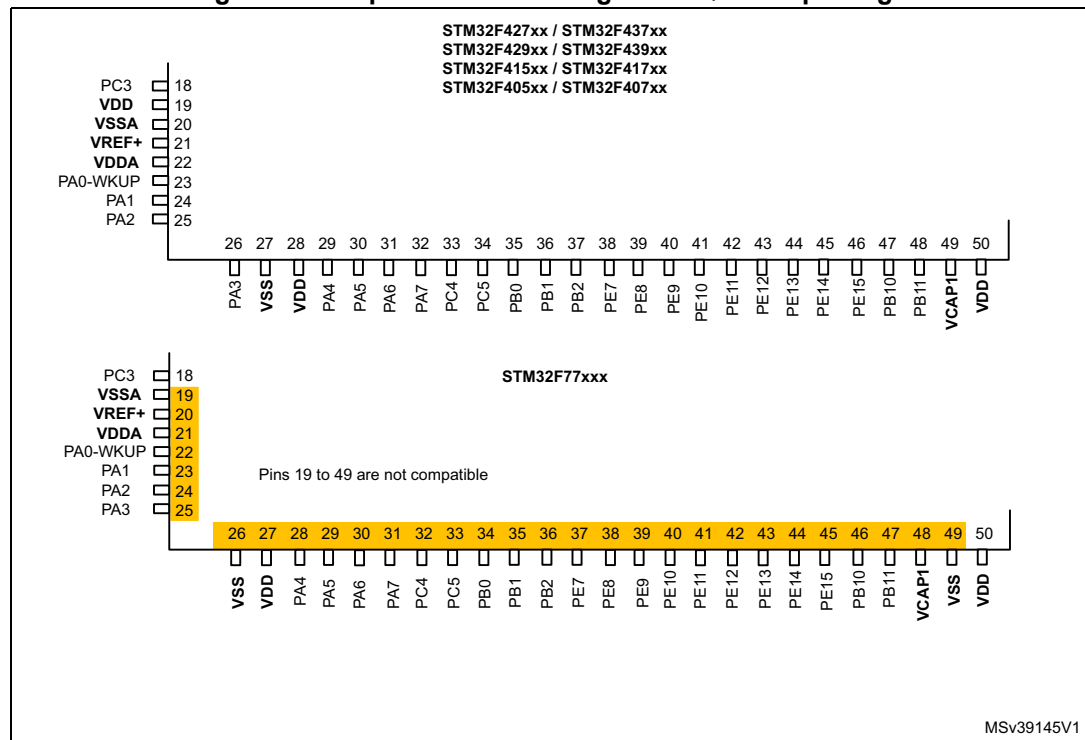 STM32F427xx / STM32F437xx
STM32F429xx / STM32F439xx
STM32F415xx / STM32F417xx
STM32F405xx / STM32F407xx
PC3 18
VDD 19
VSSA 20
VREF+ 21
VDDA 22
PA0-WKUP 23
PA1 24
PA2 25
26 27 28 29 30 31 32 33 34 35 36 37 38 39 40 41 42 43 44 45 46 47 48 49 50
PA3 VSS VDD PA4 PA5 PA6 PA7 PC4 PC5 PB0 PB1 PB2 PE7 PE8 PE9 PE10 PE11 PE12 PE13 PE14 PE15 PB10 PB11 VCAP1 VDD
STM32F77xxx
PC3 18
VSSA 19
VREF+ 20
VDDA 21
PA0-WKUP 22
PA1 23
PA2 24
PA3 25
Pins 19 to 49 are not compatible
26 27 28 29 30 31 32 33 34 35 36 37 38 39 40 41 42 43 44 45 46 47 48 49 50
VSS VDD PA4 PA5 PA6 PA7 PC4 PC5 PB0 PB1 PB2 PE7 PE8 PE9 PE10 PE11 PE12 PE13 PE14 PE15 PB10 PB11 VCAP1 VSS VDD
MSv39145V1